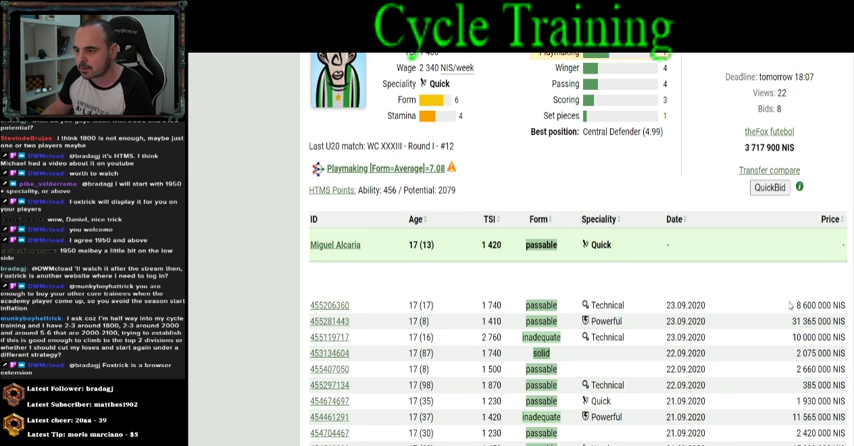 Cycle Training
Wage 2 340 NIS/week
Speciality Quick
Form 6
Stamina 4
Playmaking
Winger 4
Passing 4
Scoring 3
Set pieces 1
Best position: Central Defender (4.99)
Last U20 match: WC XXXIII - Round I - #12
Playmaking [Form=Average]=7.08
HTMS Points: Ability: 456 / Potential: 2079
Deadline: tomorrow 18:07
Views: 22
Bids: 8
theFox futebol
3 717 900 NIS
Transfer compare
QuickBid
ID Age TSI Form Speciality Date Price
Miguel Alcaria 17 (13) 1 420 passable Quick - -
455206360 17 (17) 1 740 passable Technical 23.09.2020 8 600 000 NIS
455281443 17 (8) 1 410 passable Powerful 23.09.2020 31 365 000 NIS
455119717 17 (16) 2 760 inadequate Technical 23.09.2020 10 000 000 NIS
453134604 17 (87) 1 740 solid 22.09.2020 2 075 000 NIS
455407050 17 (8) 1 500 passable 22.09.2020 2 660 000 NIS
455297134 17 (98) 1 870 passable Technical 22.09.2020 385 000 NIS
454674697 17 (35) 1 230 passable Quick 21.09.2020 1 930 000 NIS
454461291 17 (37) 1 420 inadequate Powerful 21.09.2020 11 565 000 NIS
454704467 17 (30) 1 230 passable 21.09.2020 2 420 000 NIS
potential?
StevindeBrujas: I think 1800 is not enough, maybe just
one or two players maybe
DWMcloud: @bradagj it's HTMS. I think
Michael had a video about it on youtube
DWMcloud: worth to watch
pibe_valderrama: @bradagj I will start with 1950
+ speciality, or above
DWMcloud: Foxtrick will display it for you on
your players
wow, Daniel, nice trick
DWMcloud: you welcome
DWMcloud: I agree 1950 and above
1950 malbey a little bit on the low
side
bradagj: @DWMcload 'll watch it after the stream then, Foxtrick
is another website where I need to log in?
DWMcloud: @munkyboyhattrick you are
enough to buy your other core trainees when the
academy player come up, so you avoid the season start
inflation
munkyboyhattrick: I ask coz I'm half way into my cycle
training and I have 2-3 around 1800, 2-3 around 2000
and around 5-6 that are 2000-2100, trying to establish
if this is good enough to climb to the top 2 divisions or
whether I should cut my loses and start again under a
different strategy?
DWMcloud: @bradagj Foxtrick is a browser
extension
Latest Follower: bradagj
Latest Subscriber: matthes1902
Latest cheer: 20aa - 39
Latest Tip: moris marciano - $5